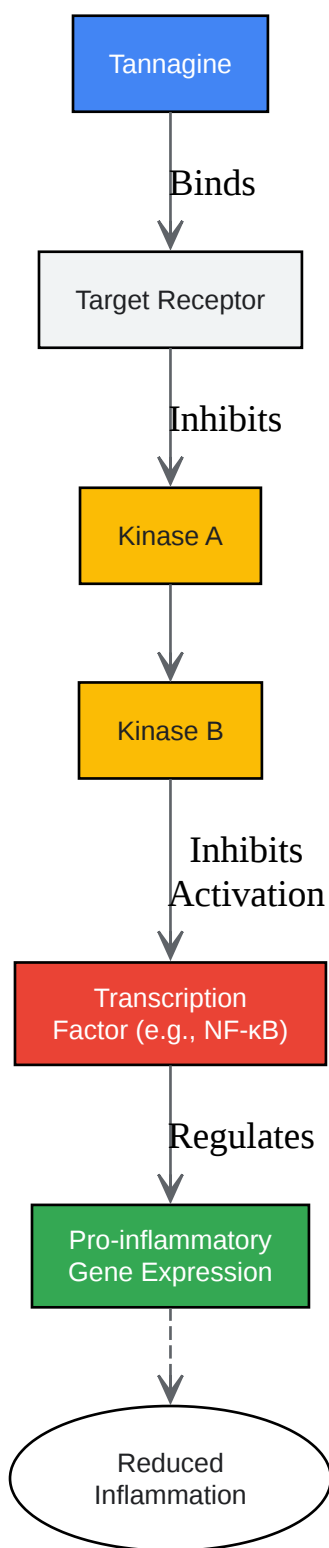 Tannagine
Binds
Target Receptor
Inhibits
Kinase A
Kinase B
Inhibits
Activation
Transcription
Factor (e.g., NF-κB)
Regulates
Pro-inflammatory
Gene Expression
Reduced
Inflammation